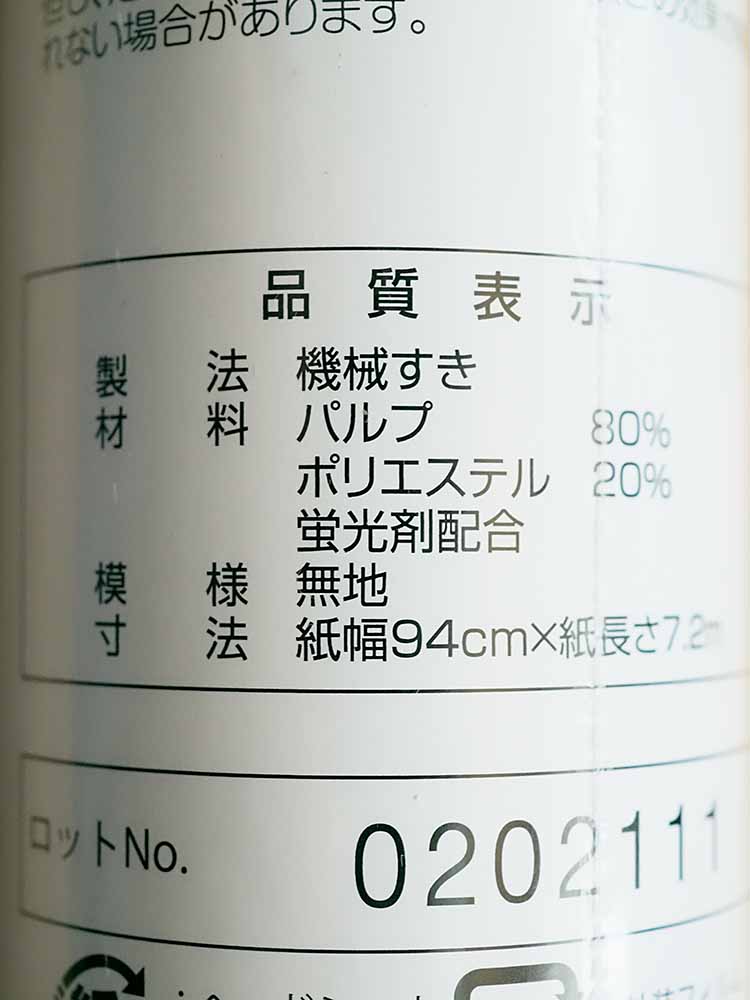 れない場合があります。
品質表示
製法 機械すき
材料 パルプ 80%
ポリエステル 20%
蛍光剤配合
模様 無地
寸法 紙幅94cm×紙長さ7.2m
ロットNo. 0202111